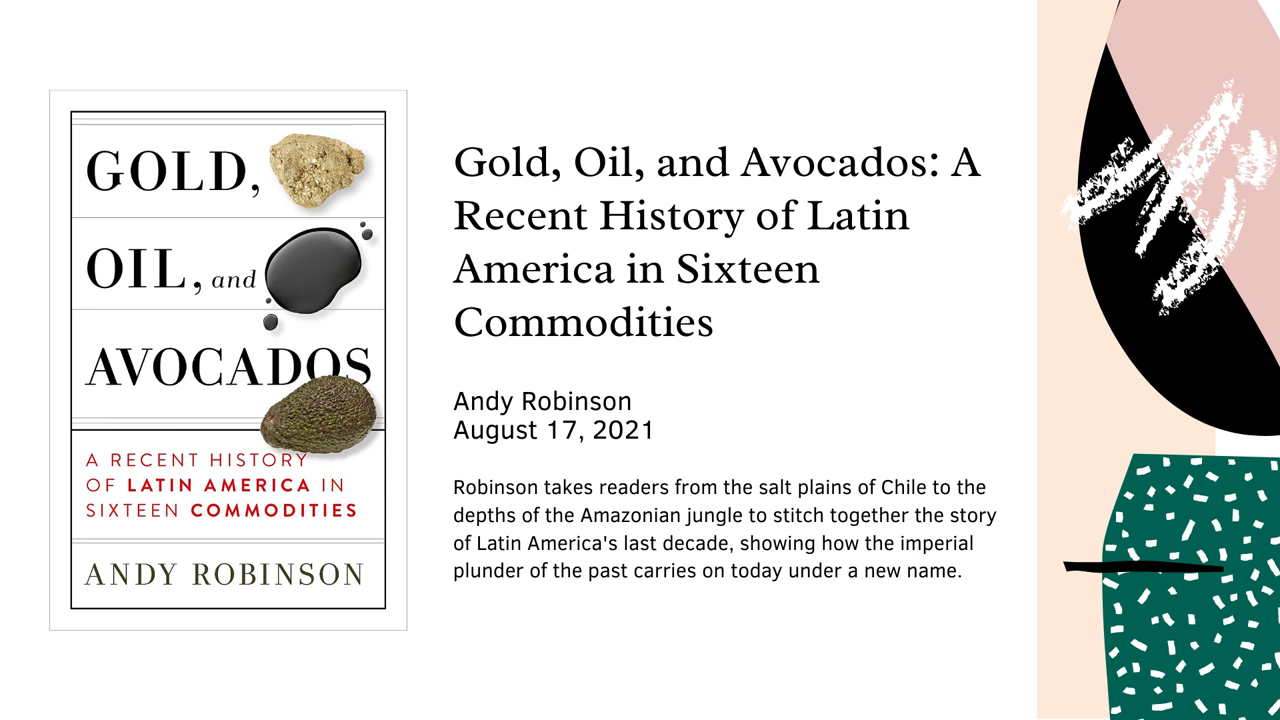 GOLD,
OIL, and
AVOCADOS
A RECENT HISTORY
OF LATIN AMERICA IN
SIXTEEN COMMODITIES
ANDY ROBINSON
Gold, Oil, and Avocados: A
Recent History of Latin
America in Sixteen
Commodities
Andy Robinson
August 17, 2021
Robinson takes readers from the salt plains of Chile to the
depths of the Amazonian jungle to stitch together the story
of Latin America's last decade, showing how the imperial
plunder of the past carries on today under a new name.